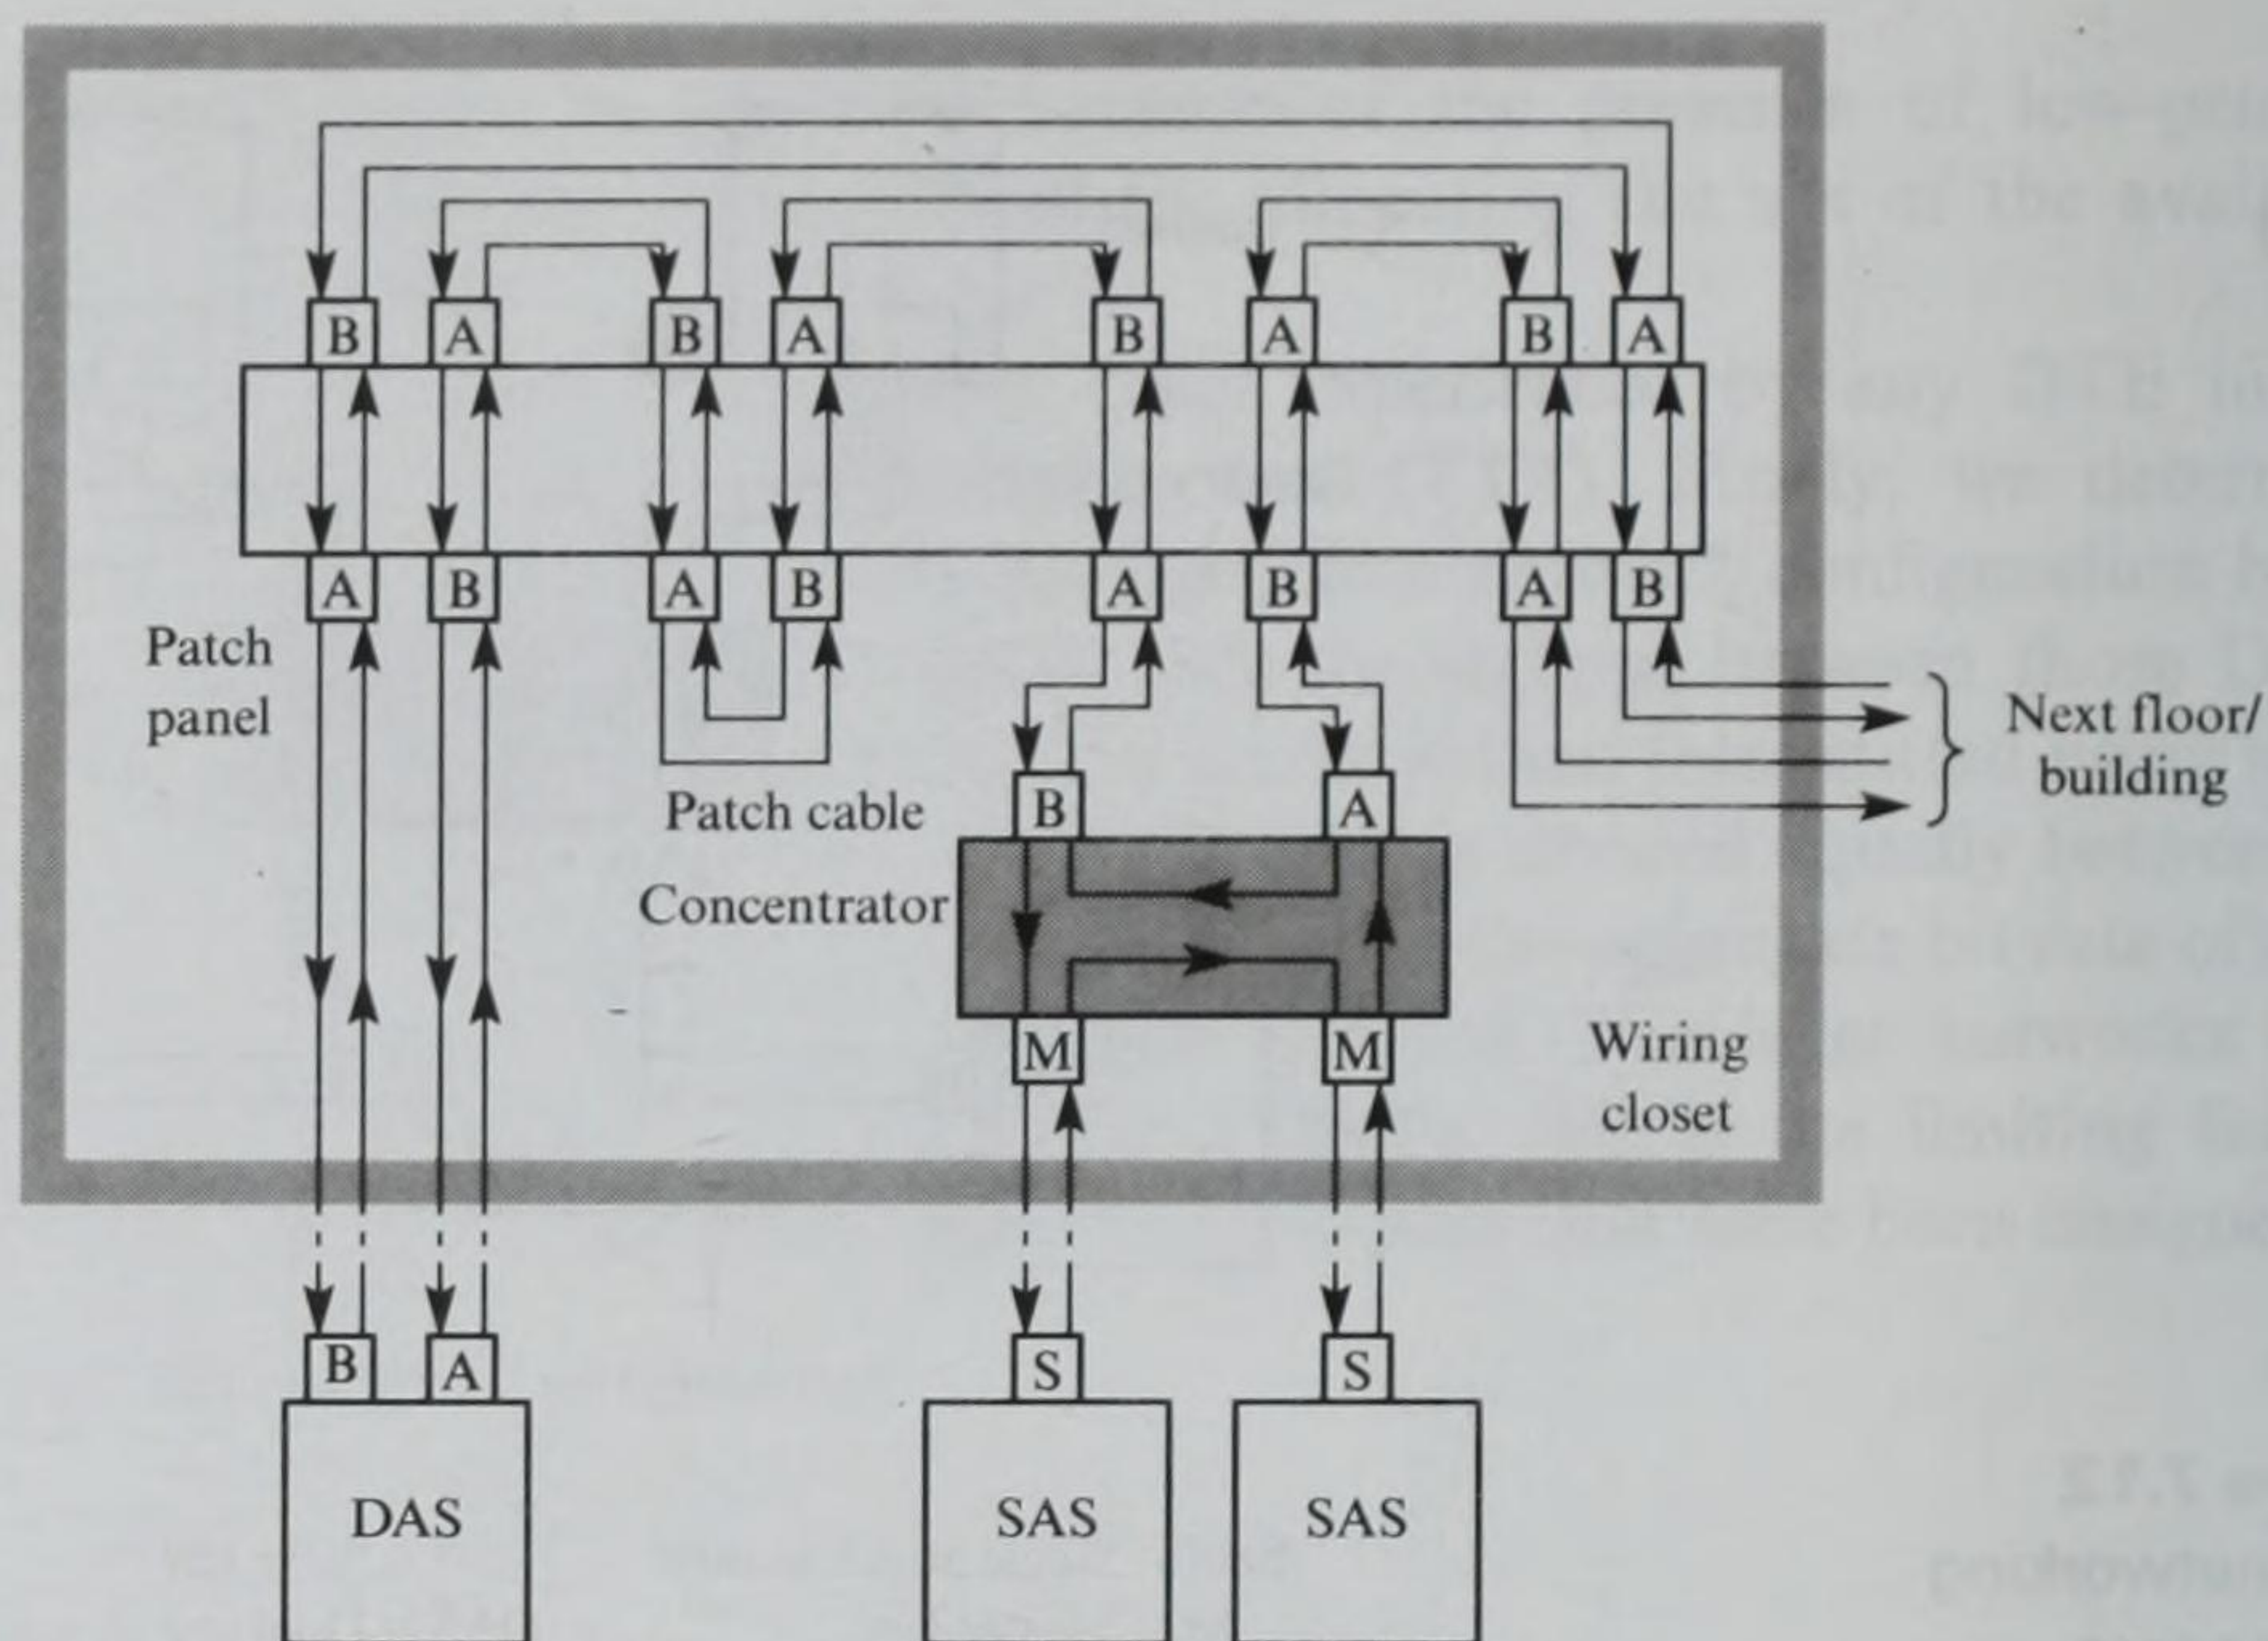 B A B A B A B A
A B A B A B A B
Patch
panel
Next floor/
building
Patch cable
B A
Concentrator
M M
Wiring
closet
B A S S
DAS SAS SAS